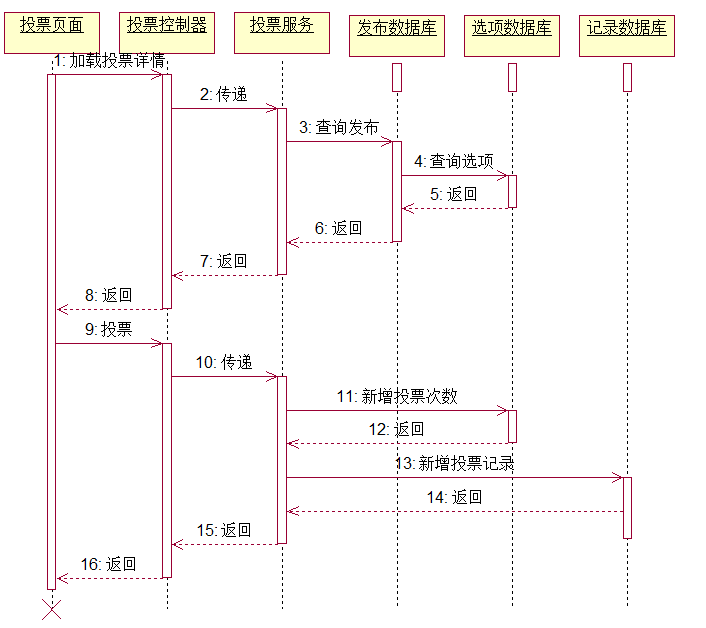 投票页面
投票控制器
投票服务
发布数据库
选项数据库
记录数据库
1: 加载投票详情
2: 传递
3: 查询发布
4: 查询选项
5: 返回
6: 返回
7: 返回
8: 返回
9: 投票
10: 传递
11: 新增投票次数
12: 返回
13: 新增投票记录
14: 返回
15: 返回
16: 返回